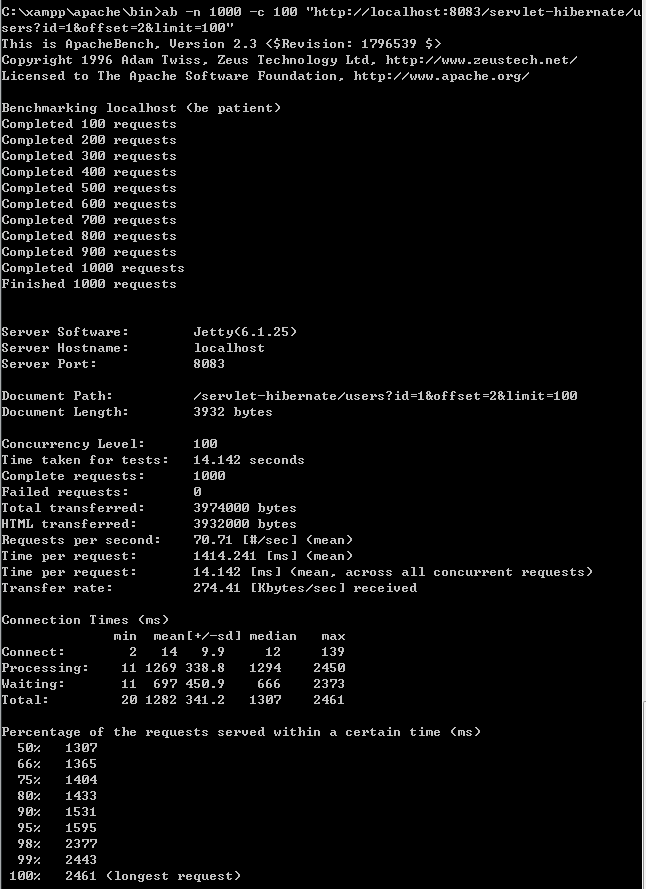 C:\xampp\apache\bin>ab -n 1000 -c 100 "http://localhost:8083/servlet-hibernate/u
sers?id=1&offset=2&limit=100"
This is ApacheBench, Version 2.3 <$Revision: 1796539 $>
Copyright 1996 Adam Twiss, Zeus Technology Ltd, http://www.zeustech.net/
Licensed to The Apache Software Foundation, http://www.apache.org/

Benchmarking localhost (be patient)
Completed 100 requests
Completed 200 requests
Completed 300 requests
Completed 400 requests
Completed 500 requests
Completed 600 requests
Completed 700 requests
Completed 800 requests
Completed 900 requests
Completed 1000 requests
Finished 1000 requests


Server Software:        Jetty(6.1.25)
Server Hostname:        localhost
Server Port:            8083

Document Path:          /servlet-hibernate/users?id=1&offset=2&limit=100
Document Length:        3932 bytes

Concurrency Level:      100
Time taken for tests:   14.142 seconds
Complete requests:      1000
Failed requests:        0
Total transferred:      3974000 bytes
HTML transferred:       3932000 bytes
Requests per second:    70.71 [#/sec] (mean)
Time per request:       1414.241 [ms] (mean)
Time per request:       14.142 [ms] (mean, across all concurrent requests)
Transfer rate:          274.41 [Kbytes/sec] received

Connection Times (ms)
              min  mean[+/-sd] median   max
Connect:        2   14   9.9     12     139
Processing:    11 1269 338.8   1294    2450
Waiting:       11  697 450.9    666    2373
Total:         20 1282 341.2   1307    2461

Percentage of the requests served within a certain time (ms)
  50%   1307
  66%   1365
  75%   1404
  80%   1433
  90%   1531
  95%   1595
  98%   2377
  99%   2443
 100%   2461 (longest request)